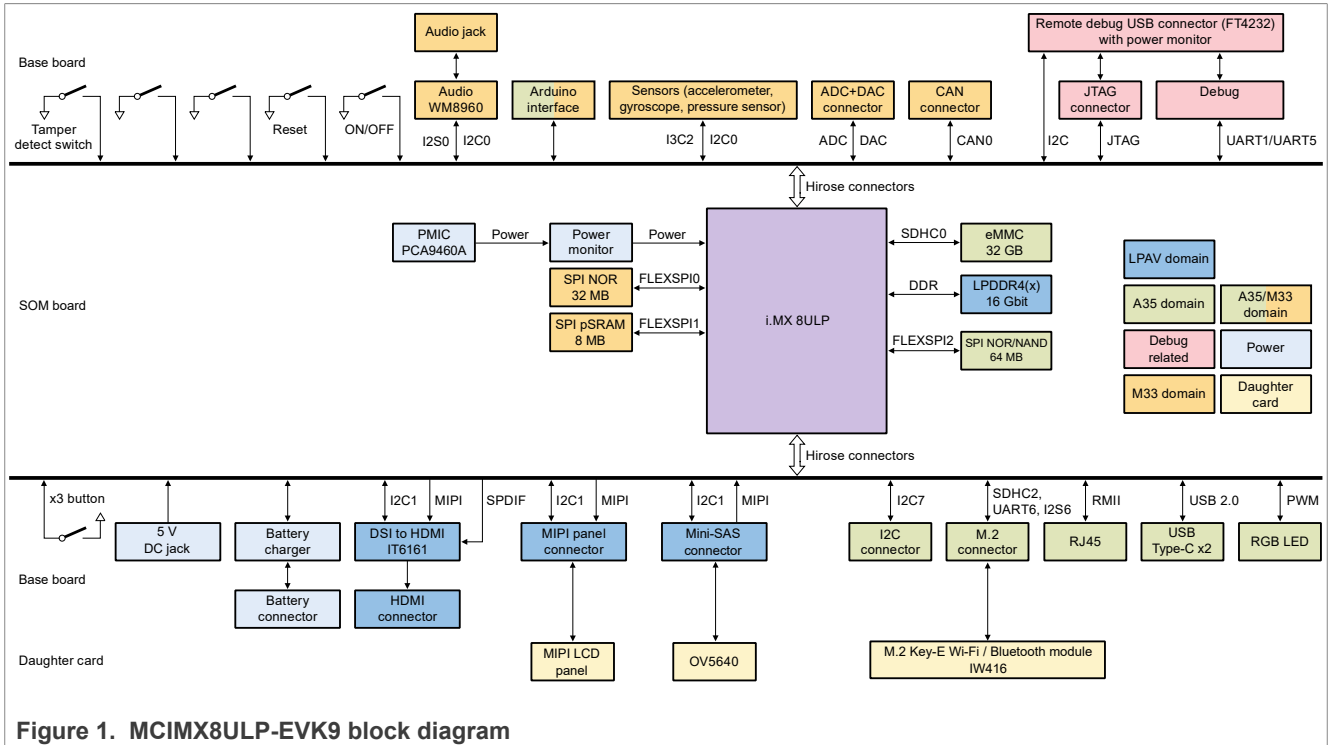 Audio jack
Remote debug USB connector (FT4232)
with power monitor
Base board
Audio
WM8960
Arduino
interface
Sensors (accelerometer,
gyroscope, pressure sensor)
ADC+DAC
connector
CAN
connector
JTAG
connector
Debug
Tamper
detect switch
Reset
ON/OFF
I2S0
I2C0
I3C2
I2C0
ADC
DAC
CAN0
I2C
JTAG
UART1/UART5
Hirose connectors
PMIC
PCA9460A
Power
Power
monitor
Power
SDHC0
eMMC
32 GB
SPI NOR
32 MB
FLEXSPI0
DDR
LPDDR4(x)
16 Gbit
SOM board
SPI pSRAM
8 MB
FLEXSPI1
i.MX 8ULP
FLEXSPI2
SPI NOR/NAND
64 MB
LPAV domain
A35 domain
A35/M33
domain
Debug
related
Power
M33 domain
Daughter
card
Hirose connectors
x3 button
I2C1
MIPI
SPDIF
I2C1
MIPI
I2C1
MIPI
I2C7
SDHC2,
UART6, I2S6
RMII
USB 2.0
PWM
5 V
DC jack
Battery
charger
DSI to HDMI
IT6161
MIPI panel
connector
Mini-SAS
connector
I2C
connector
M.2
connector
RJ45
USB
Type-C x2
RGB LED
Base board
Battery
connector
HDMI
connector
Daughter card
MIPI LCD
panel
OV5640
M.2 Key-E Wi-Fi / Bluetooth module
IW416
Figure 1. MCIMX8ULP-EVK9 block diagram